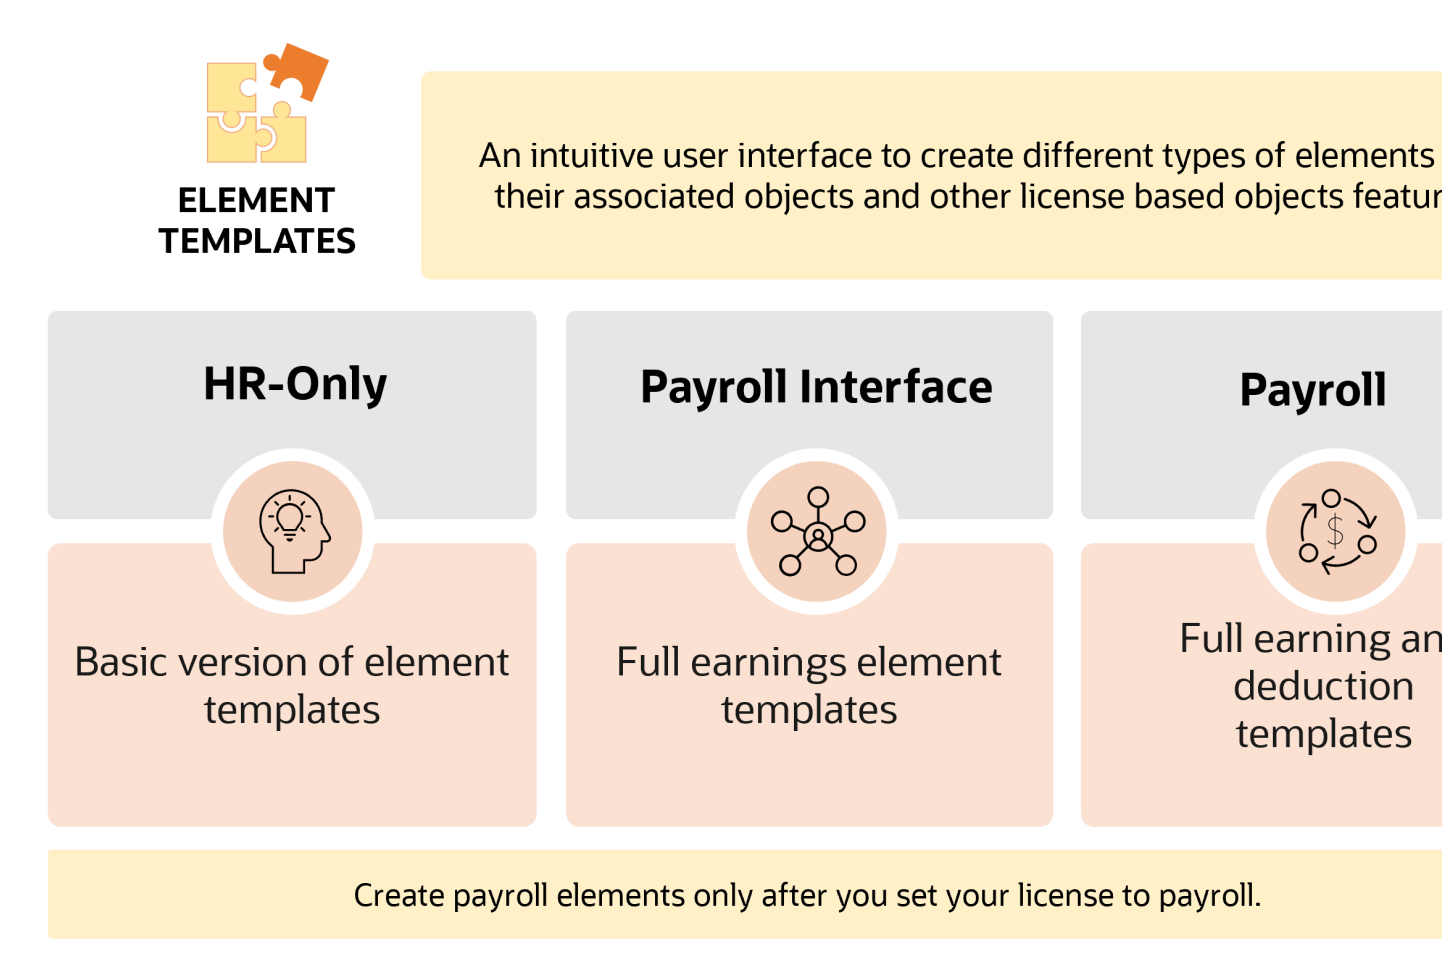 ELEMENT
TEMPLATES
An intuitive user interface to create different types of elements
their associated objects and other license based objects
HR-Only
Payroll Interface
Payroll
Basic version of element
templates
Full earnings element
templates
Full earning
deduction
templates
Create payroll elements only after you set your license to payroll.